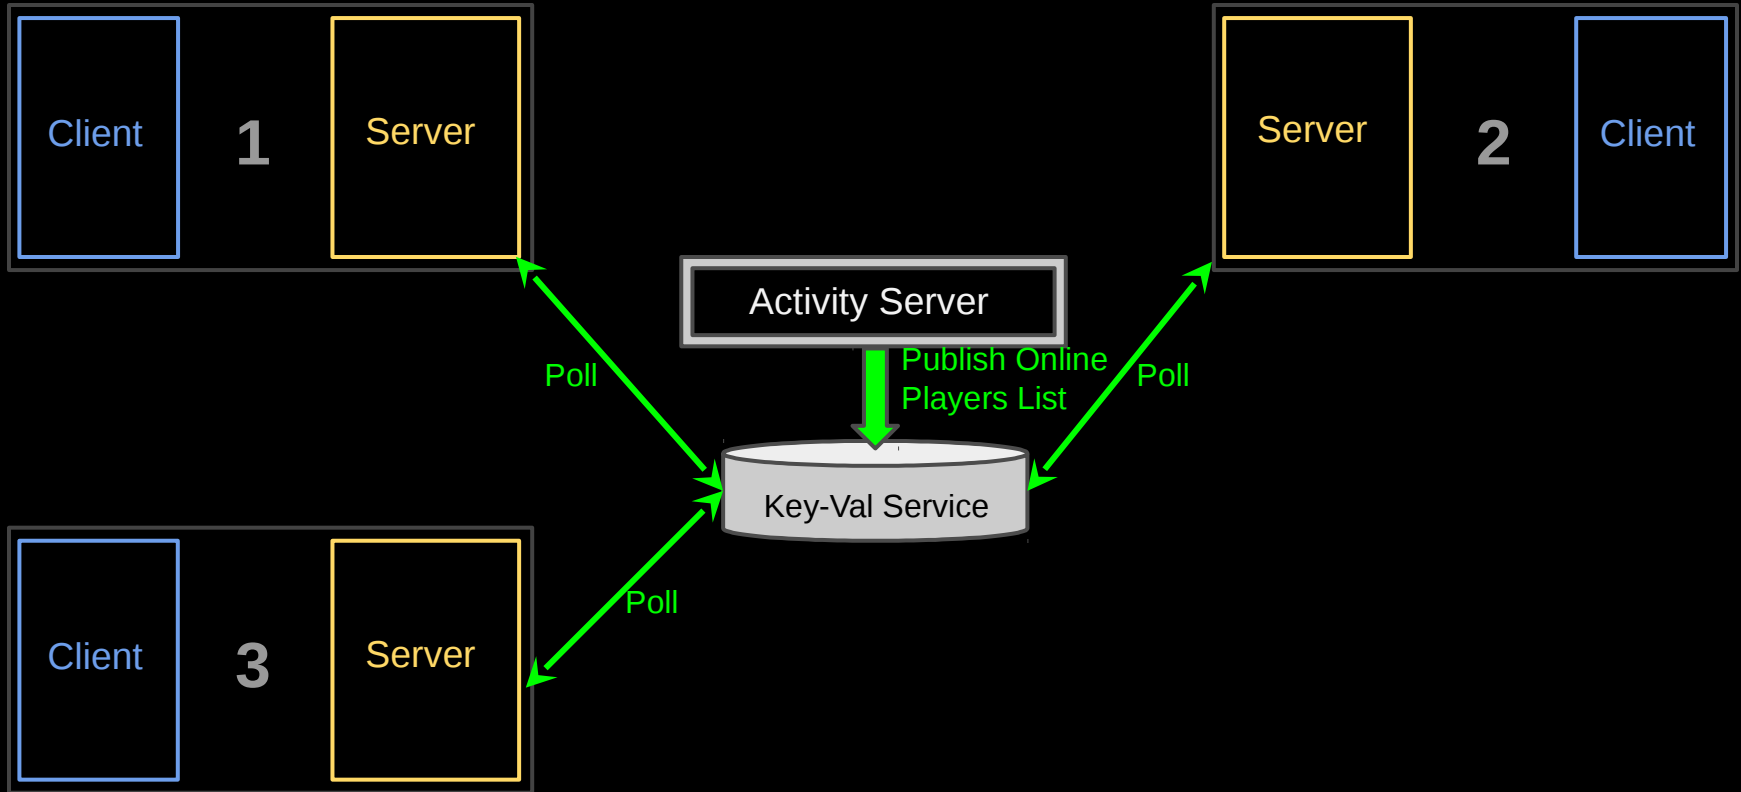 Client
1
Server
Server
2
Client
Activity Server
Publish Online
Players List
Poll
Poll
Key-Val Service
Poll
Client
3
Server